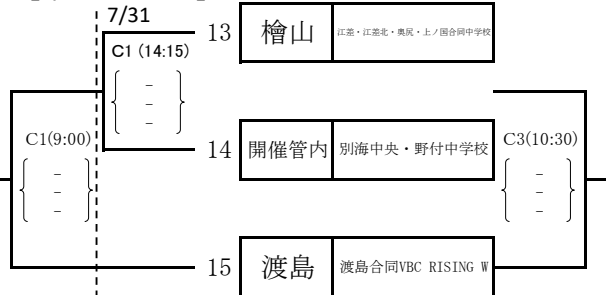 7/31
13 檜山 江差・江差北・奥尻・上ノ国合同中学校
C1 (14:15)
－
－
－
C1(9:00)
14 開催管内 別海中央・野付中学校
C3(10:30)
－
－
－
－
－
－
15 渡島 渡島合同VBC RISING W